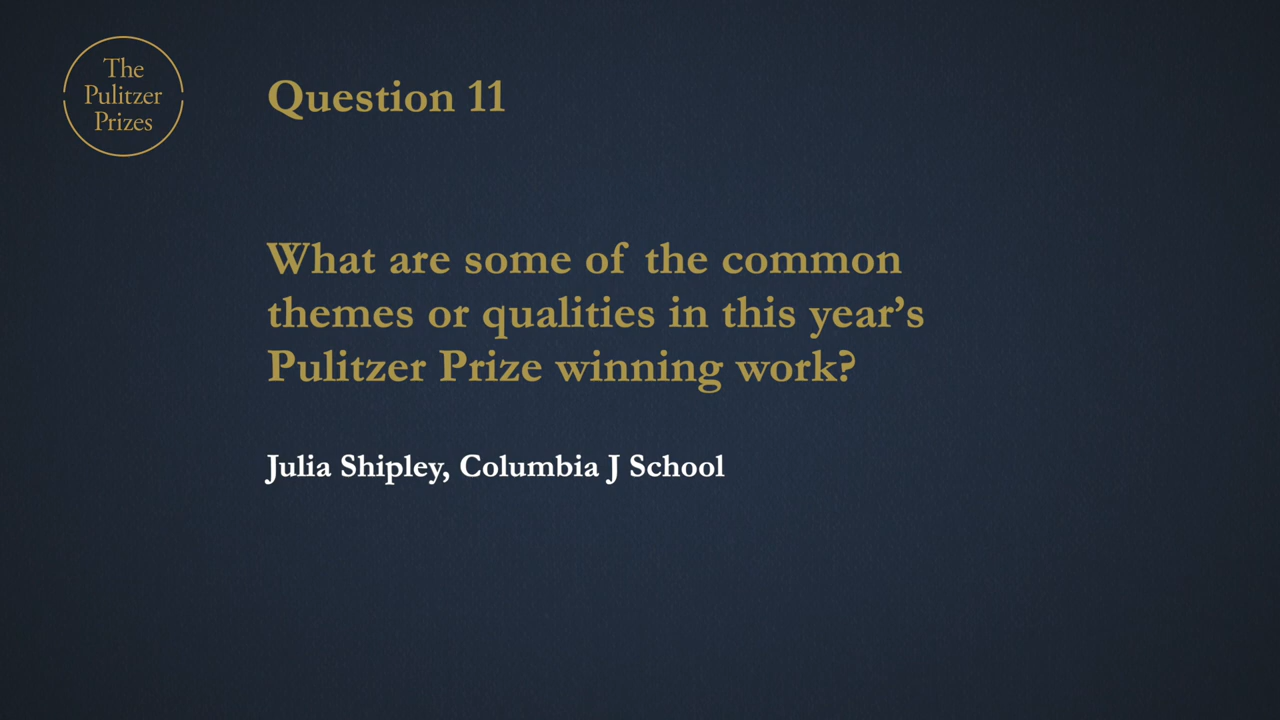 The
Pulitzer
Prizes
Question 11
What are some of the common
themes or qualities in this year’s
Pulitzer Prize winning work?
Julia Shipley, Columbia J School